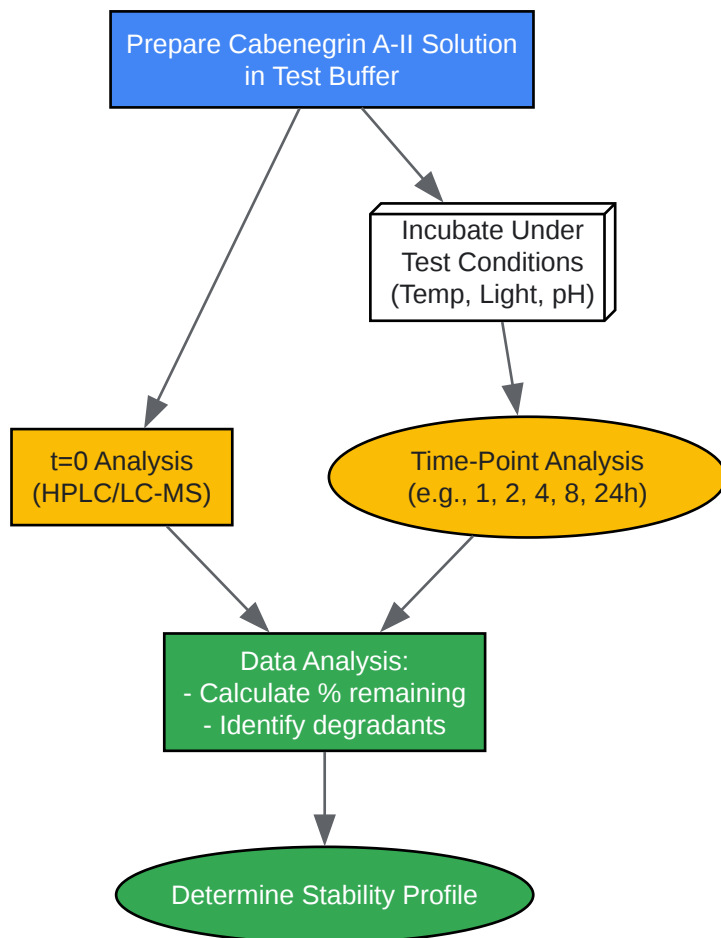 Prepare Cabenegrin A-II Solution
in Test Buffer
Incubate Under
Test Conditions
(Temp, Light, pH)
t=0 Analysis
(HPLC/LC-MS)
Time-Point Analysis
(e.g., 1, 2, 4, 8, 24h)
Data Analysis:
- Calculate % remaining
- Identify degradants
Determine Stability Profile